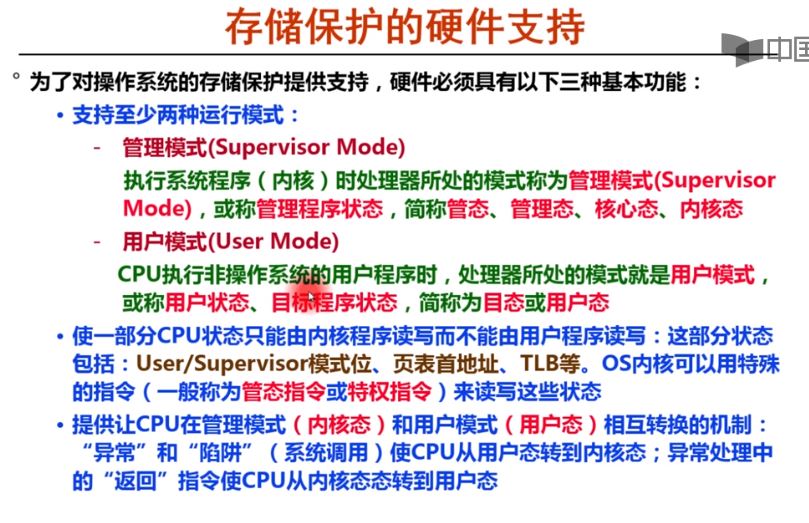 存储保护的硬件支持
中国
° 为了对操作系统的存储保护提供支持，硬件必须具有以下三种基本功能：
• 支持至少两种运行模式：
- 管理模式(Supervisor Mode)
执行系统程序（内核）时处理器所处的模式称为管理模式(Supervisor
Mode)，或称管理程序状态，简称管态、管理态、核心态、内核态
- 用户模式(User Mode)
CPU执行非操作系统的用户程序时，处理器所处的模式就是用户模式，
或称用户状态、目标程序状态，简称为目态或用户态
• 使一部分CPU状态只能由内核程序读写而不能由用户程序读写：这部分状态
包括：User/Supervisor模式位、页表首地址、TLB等。OS内核可以用特殊
的指令（一般称为管态指令或特权指令）来读写这些状态
• 提供让CPU在管理模式（内核态）和用户模式（用户态）相互转换的机制：
“异常”和“陷阱”（系统调用）使CPU从用户态转到内核态；异常处理中
的“返回”指令使CPU从内核态态转到用户态